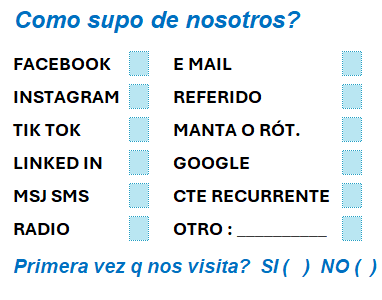 Como supo de nosotros?
FACEBOOK E MAIL
INSTAGRAM REFERIDO
TIK TOK MANTA O RÓT.
LINKED IN GOOGLE
MSJ SMS CTE RECURRENTE
RADIO OTRO : __________
Primera vez q nos visita? SI ( ) NO ( )